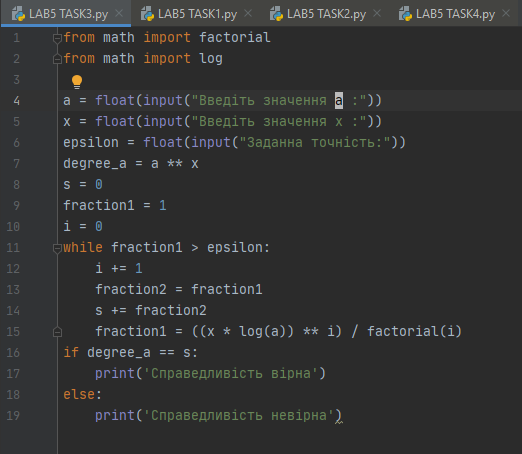 LAB5 TASK3.py LAB5 TASK1.py LAB5 TASK2.py LAB5 TASK4.py
1 from math import factorial
2 from math import log
3
4 a = float(input("Введіть значення a :"))
5 x = float(input("Введіть значення x :"))
6 epsilon = float(input("Заданна точність:"))
7 degree_a = a ** x
8 s = 0
9 fraction1 = 1
10 i = 0
11 while fraction1 > epsilon:
12     i += 1
13     fraction2 = fraction1
14     s += fraction2
15     fraction1 = ((x * log(a)) ** i) / factorial(i)
16 if degree_a == s:
17     print('Справедливість вірна')
18 else:
19     print('Справедливість невірна')